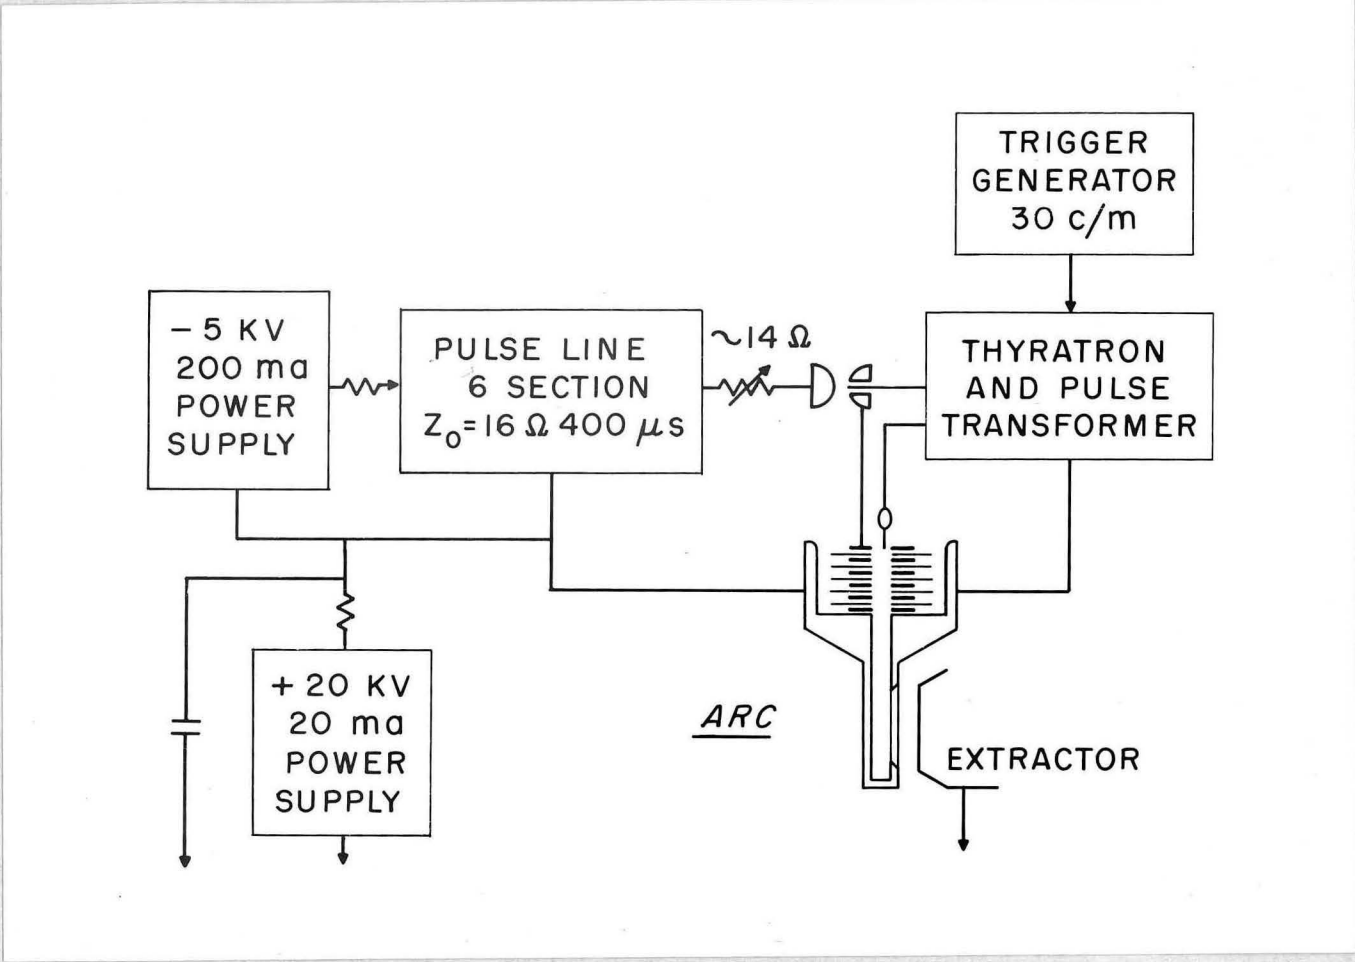 TRIGGER
GENERATOR
30 c/m
- 5 KV
200 ma
POWER
SUPPLY
PULSE LINE
6 SECTION
Z₀=16 Ω 400 μs
~14 Ω
THYRATRON
AND PULSE
TRANSFORMER
+ 20 KV
20 ma
POWER
SUPPLY
ARC
EXTRACTOR